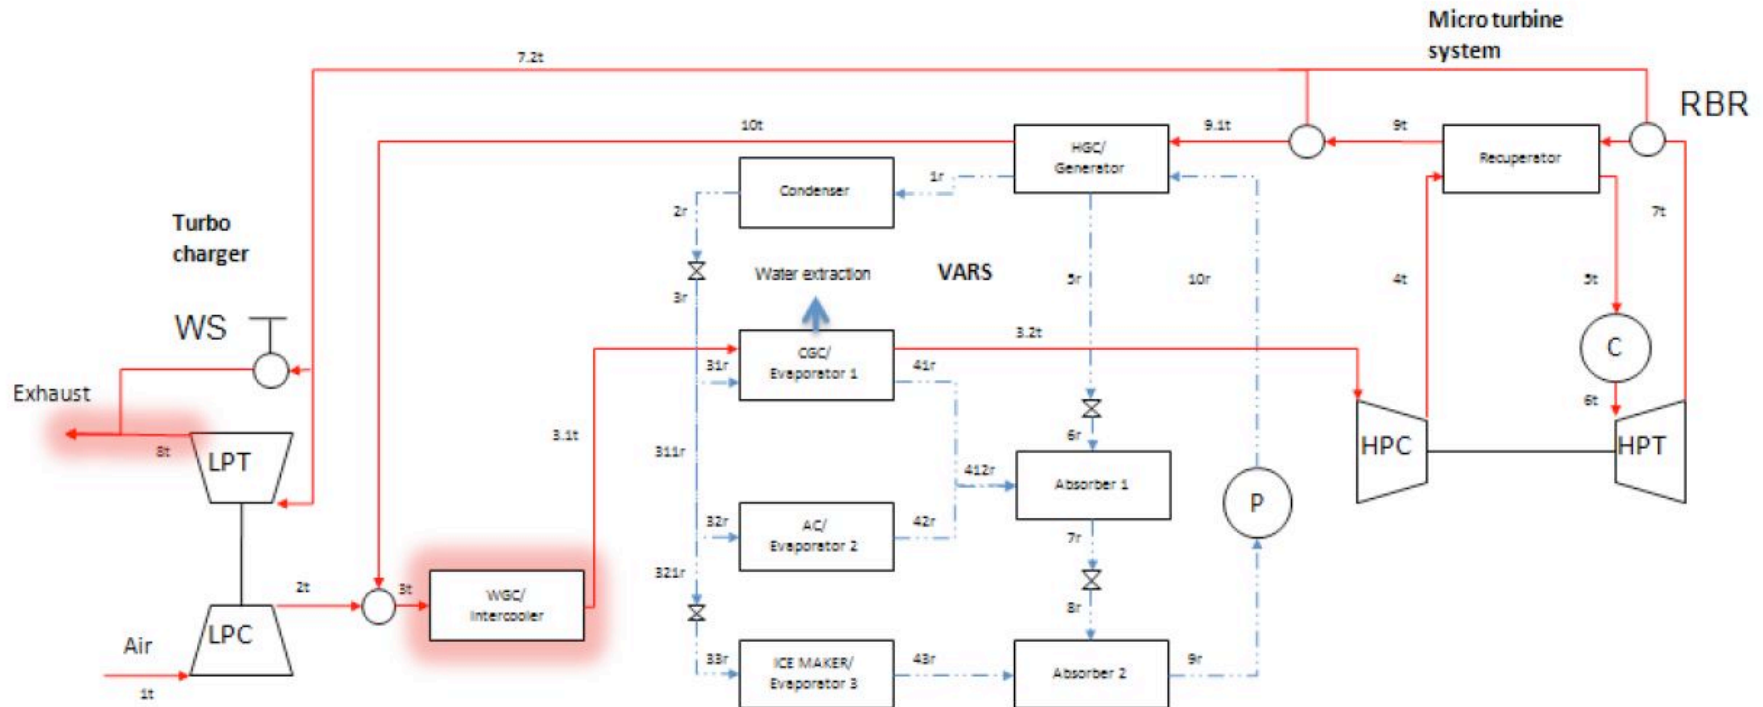 Micro turbine
system
7.2t
RBR
10t
9.1t
9t
HGC/
Generator
Recuperator
Condenser
1r
2r
7t
Turbo
charger
Water extraction
VARS
5r
10r
4t
5t
3r
WS
3.2t
C
CGC/
Evaporator 1
31r
41r
Exhaust
6t
3.1t
6r
8t
LPT
311r
HPC
HPT
412r
Absorber 1
P
32r
AC/
Evaporator 2
42r
7r
321r
2t
3t
WGC/
Intercooler
8r
LPC
Air
33r
ICE MAKER/
Evaporator 3
43r
Absorber 2
9r
1t